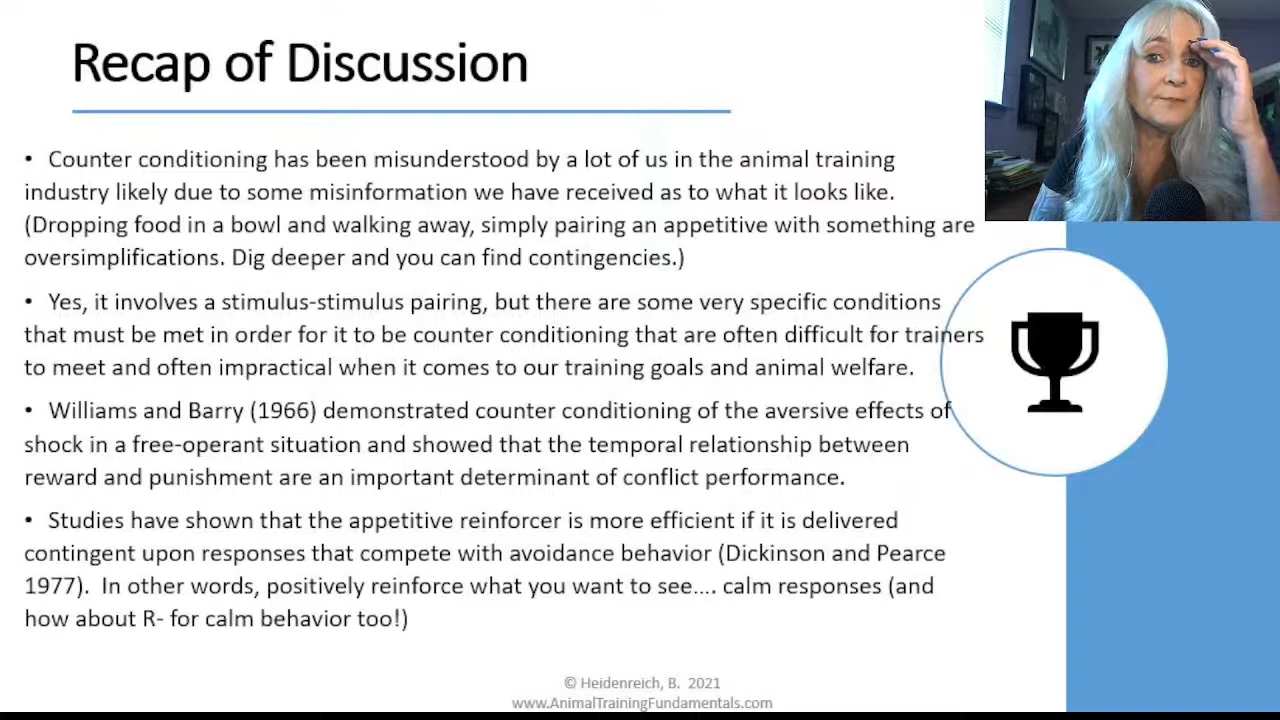 Recap of Discussion
• Counter conditioning has been misunderstood by a lot of us in the animal training
industry likely due to some misinformation we have received as to what it looks like.
(Dropping food in a bowl and walking away, simply pairing an appetitive with something are
oversimplifications. Dig deeper and you can find contingencies.)
• Yes, it involves a stimulus-stimulus pairing, but there are some very specific conditions
that must be met in order for it to be counter conditioning that are often difficult for trainers
to meet and often impractical when it comes to our training goals and animal welfare.
• Williams and Barry (1966) demonstrated counter conditioning of the aversive effects of
shock in a free-operant situation and showed that the temporal relationship between
reward and punishment are an important determinant of conflict performance.
• Studies have shown that the appetitive reinforcer is more efficient if it is delivered
contingent upon responses that compete with avoidance behavior (Dickinson and Pearce
1977). In other words, positively reinforce what you want to see.... calm responses (and
how about R- for calm behavior too!)
© Heidenreich, B. 2021
www.AnimalTrainingFundamentals.com